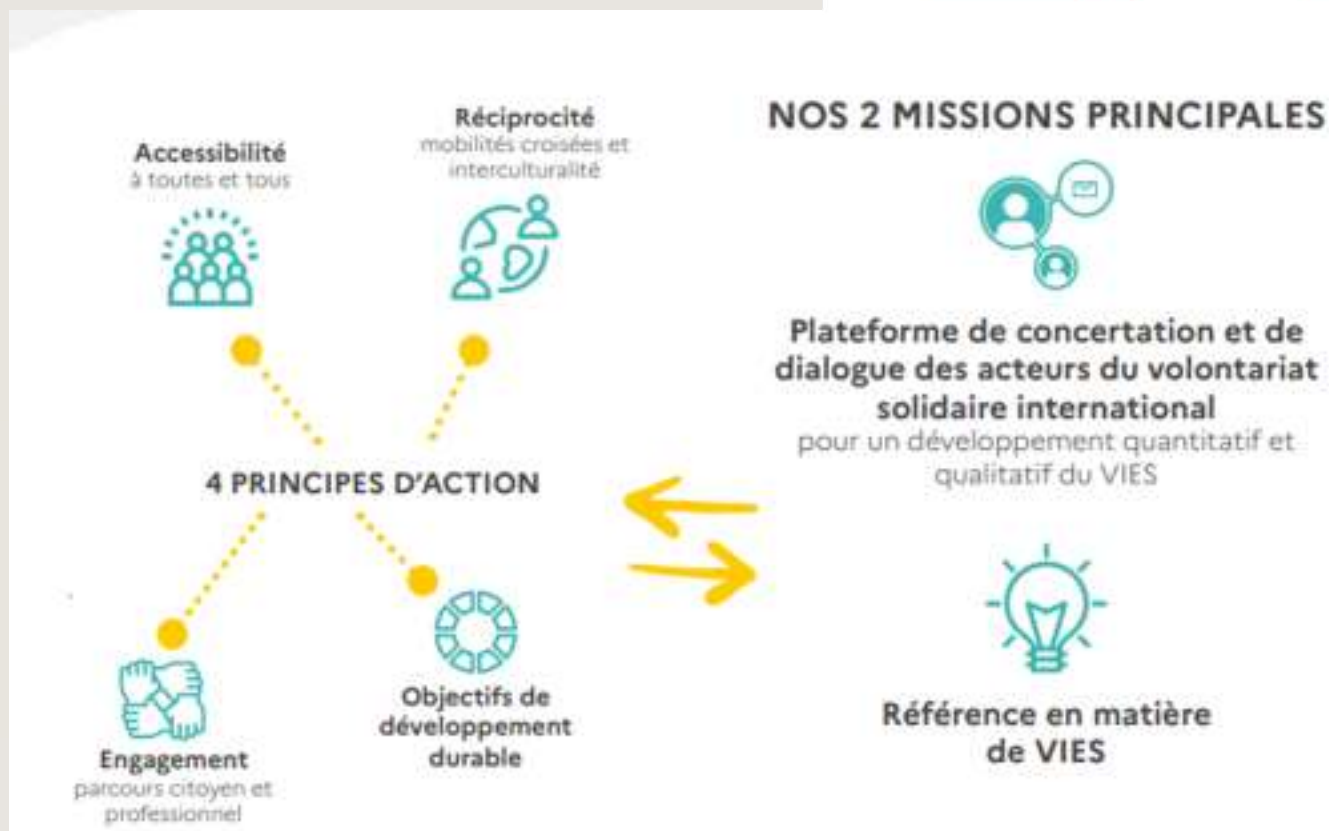 Accessibilité
à toutes et tous
Réciprocité
mobilités croisées et
interculturalité
4 PRINCIPES D'ACTION
Engagement
parcours citoyen et
professionnel
Objectifs de
développement
durable
NOS 2 MISSIONS PRINCIPALES
Plateforme de concertation et de
dialogue des acteurs du volontariat
solidaire international
pour un développement quantitatif et
qualitatif du VIES
Référence en matière
de VIES